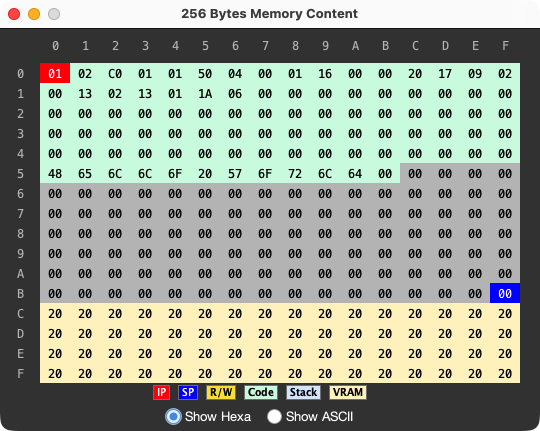 256 Bytes Memory Content
0 1 2 3 4 5 6 7 8 9 A B C D E F
0 01 02 C0 01 01 50 04 00 01 16 00 00 20 17 09 02
1 00 13 02 13 01 1A 06 00 00 00 00 00 00 00 00 00
2 00 00 00 00 00 00 00 00 00 00 00 00 00 00 00 00
3 00 00 00 00 00 00 00 00 00 00 00 00 00 00 00 00
4 00 00 00 00 00 00 00 00 00 00 00 00 00 00 00 00
5 48 65 6C 6C 6F 20 57 6F 72 6C 64 00 00 00 00 00
6 00 00 00 00 00 00 00 00 00 00 00 00 00 00 00 00
7 00 00 00 00 00 00 00 00 00 00 00 00 00 00 00 00
8 00 00 00 00 00 00 00 00 00 00 00 00 00 00 00 00
9 00 00 00 00 00 00 00 00 00 00 00 00 00 00 00 00
A 00 00 00 00 00 00 00 00 00 00 00 00 00 00 00 00
B 00 00 00 00 00 00 00 00 00 00 00 00 00 00 00 00
C 20 20 20 20 20 20 20 20 20 20 20 20 20 20 20 20
D 20 20 20 20 20 20 20 20 20 20 20 20 20 20 20 20
E 20 20 20 20 20 20 20 20 20 20 20 20 20 20 20 20
F 20 20 20 20 20 20 20 20 20 20 20 20 20 20 20 20
IP SP R/W Code Stack VRAM
Show Hexa Show ASCII